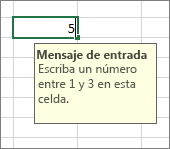 5
Mensaje de entrada
Escriba un número
entre 1 y 3 en esta
celda.